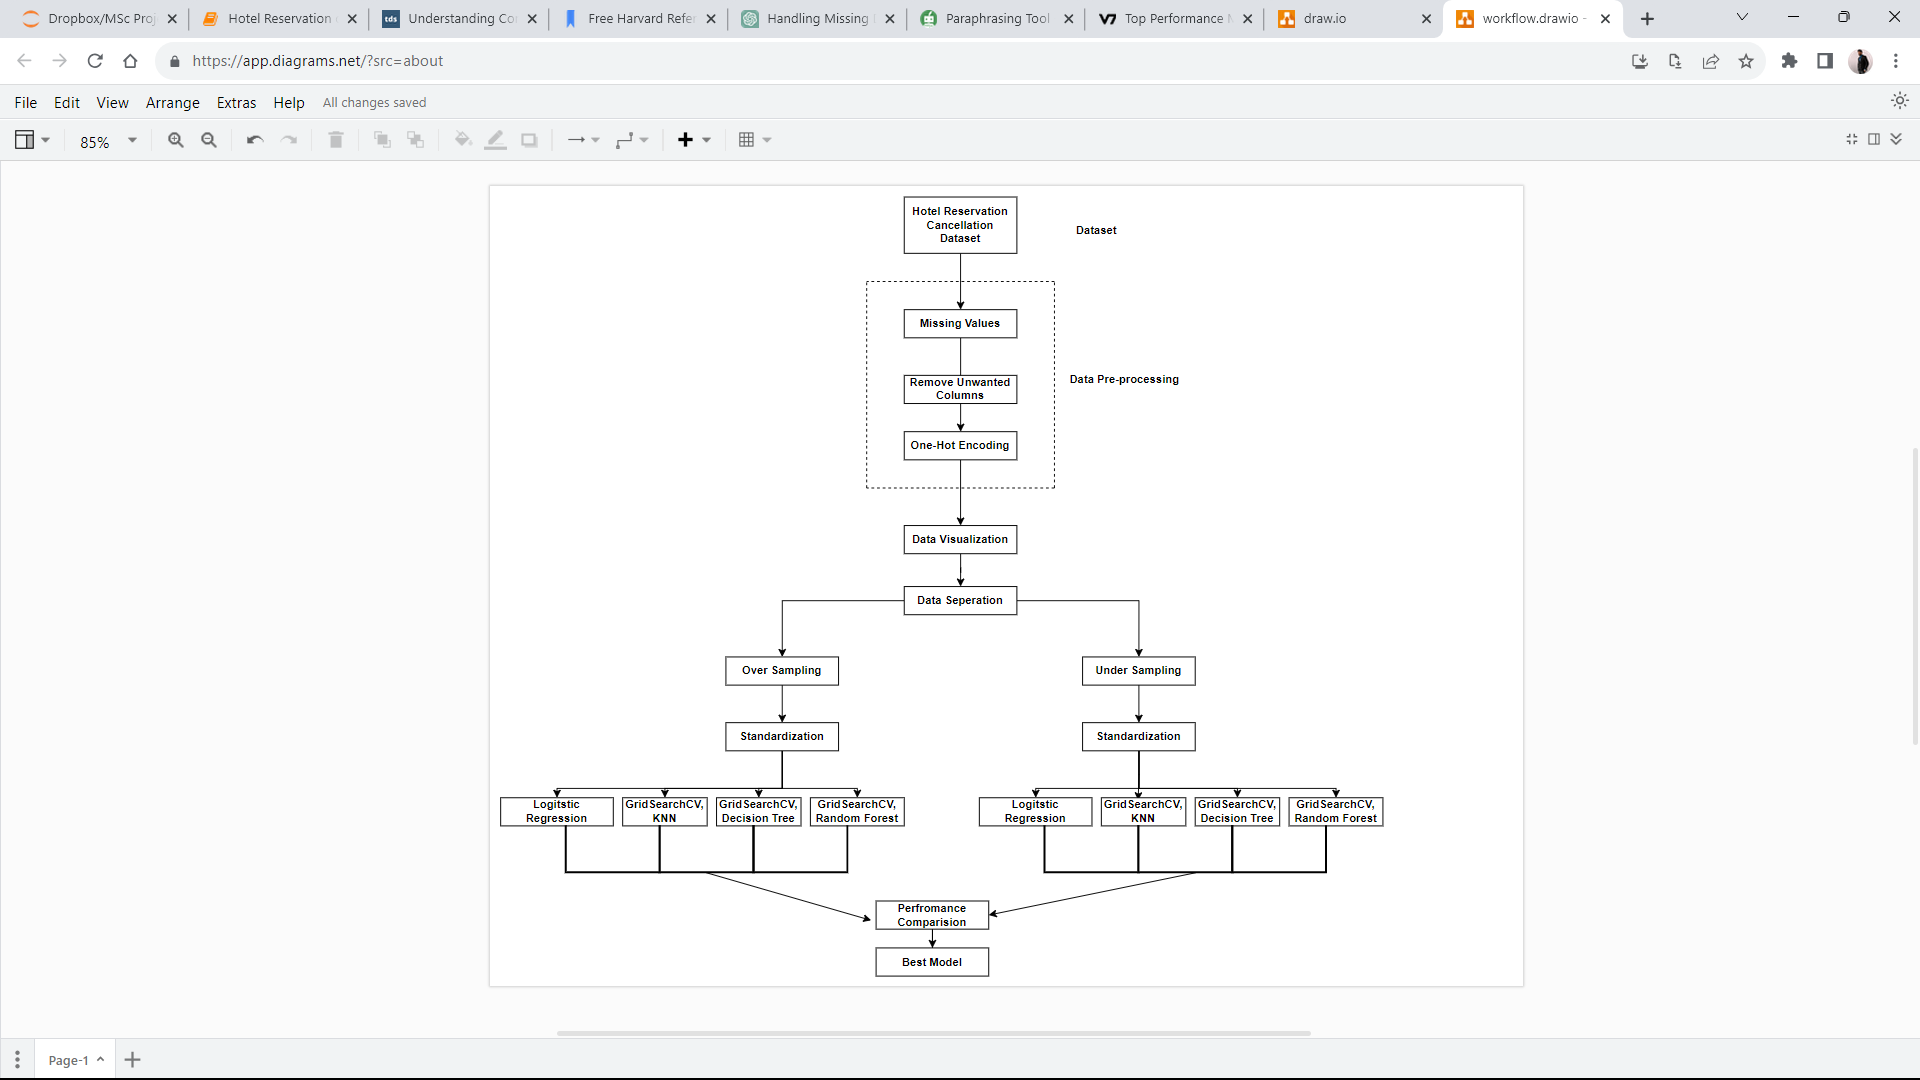 Dropbox/MSc Proj
Hotel Reservation
tds Understanding Co
Free Harvard Refer
Handling Missing
Paraphrasing Tool
V7 Top Performance M
draw.io
workflow.drawio -
https://app.diagrams.net/?src=about
File Edit View Arrange Extras Help All changes saved
85%
Hotel Reservation
Cancellation
Dataset
Dataset
Missing Values
Remove Unwanted
Columns
Data Pre-processing
One-Hot Encoding
Data Visualization
Data Seperation
Over Sampling
Under Sampling
Standardization
Standardization
Logitstic
Regression
GridSearchCV,
KNN
GridSearchCV,
Decision Tree
GridSearchCV,
Random Forest
Logitstic
Regression
GridSearchCV,
KNN
GridSearchCV,
Decision Tree
GridSearchCV,
Random Forest
Perfromance
Comparision
Best Model
Page-1